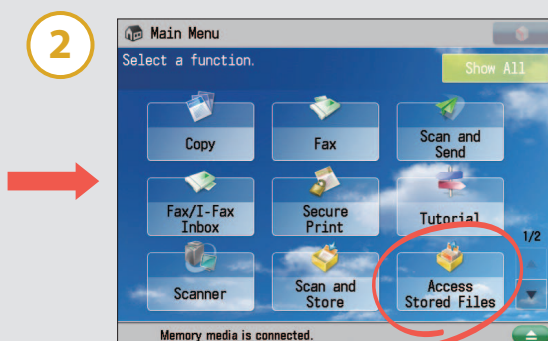 2
Main Menu
Select a function.
Show All
Copy
Fax
Scan and
Send
Fax/I-Fax
Inbox
Secure
Print
Tutorial
1/2
Scanner
Scan and
Store
Access
Stored Files
Memory media is connected.